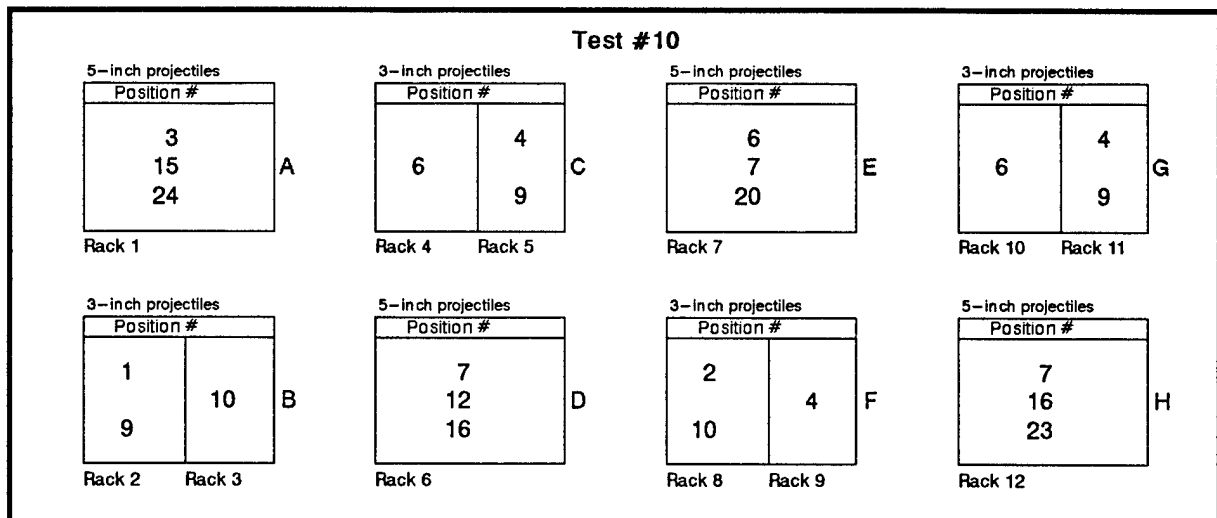 Test #10
5-inch projectiles
Position #
3
15
24
A
Rack 1
3-inch projectiles
Position #
6
4
9
C
Rack 4 Rack 5
5-inch projectiles
Position #
6
7
20
E
Rack 7
3-inch projectiles
Position #
6
4
9
G
Rack 10 Rack 11
3-inch projectiles
Position #
1
9
10
B
Rack 2 Rack 3
5-inch projectiles
Position #
7
12
16
D
Rack 6
3-inch projectiles
Position #
2
10
4
F
Rack 8 Rack 9
5-inch projectiles
Position #
7
16
23
H
Rack 12